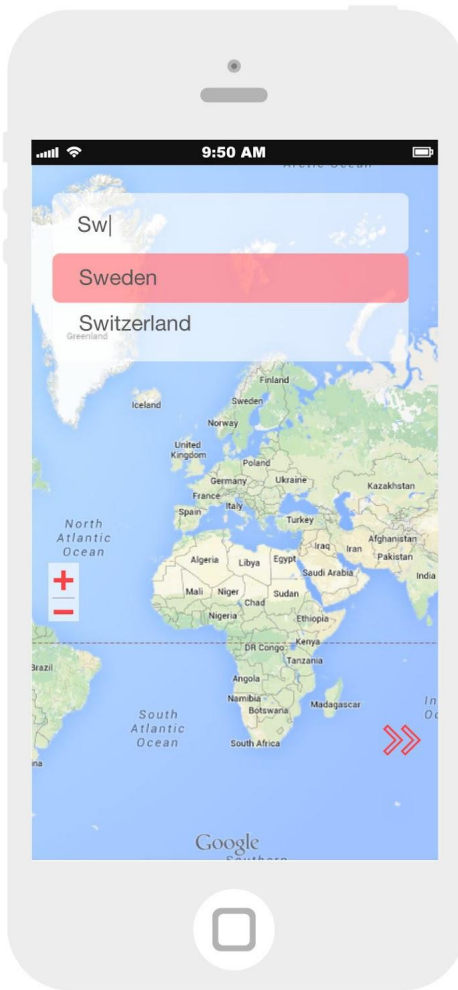 9:50 AM
Arctic Ocean
Sw
Sweden
Switzerland
Greenland
Finland
Iceland
Sweden
Norway
United
Kingdom
Poland
Germany
Ukraine
Kazakhstan
France
Italy
Spain
Turkey
North
Atlantic
Ocean
Afghanistan
Iraq
Iran
Pakistan
Algeria
Libya
Egypt
Saudi Arabia
India
Mali
Niger
Sudan
Chad
Nigeria
Ethiopia
DR Congo
Kenya
Tanzania
Brazil
Angola
Namibia
Botswana
Madagascar
South
Atlantic
Ocean
In
Oc
South Africa
na
Google
Southern